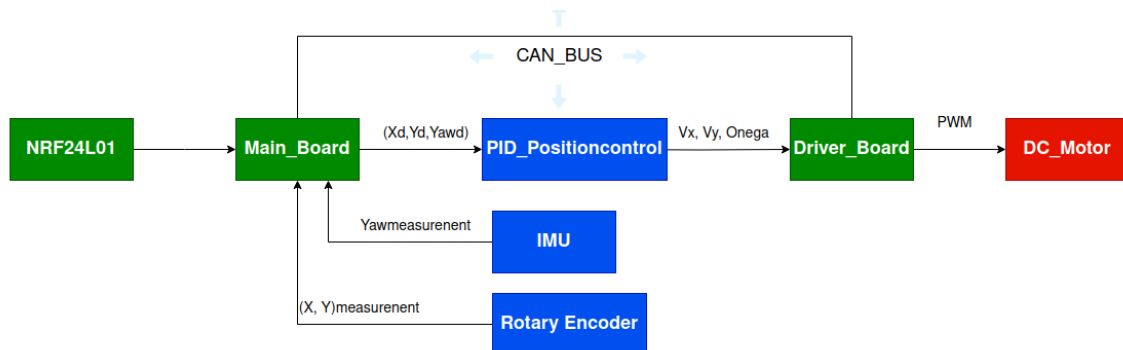 CAN_BUS
NRF24L01
Main_Board
(Xd,Yd,Yawd)
PID_Positioncontrol
Vx, Vy, Onega
Driver_Board
PWM
DC_Motor
Yawmeasurenent
IMU
(X, Y)measurenent
Rotary Encoder